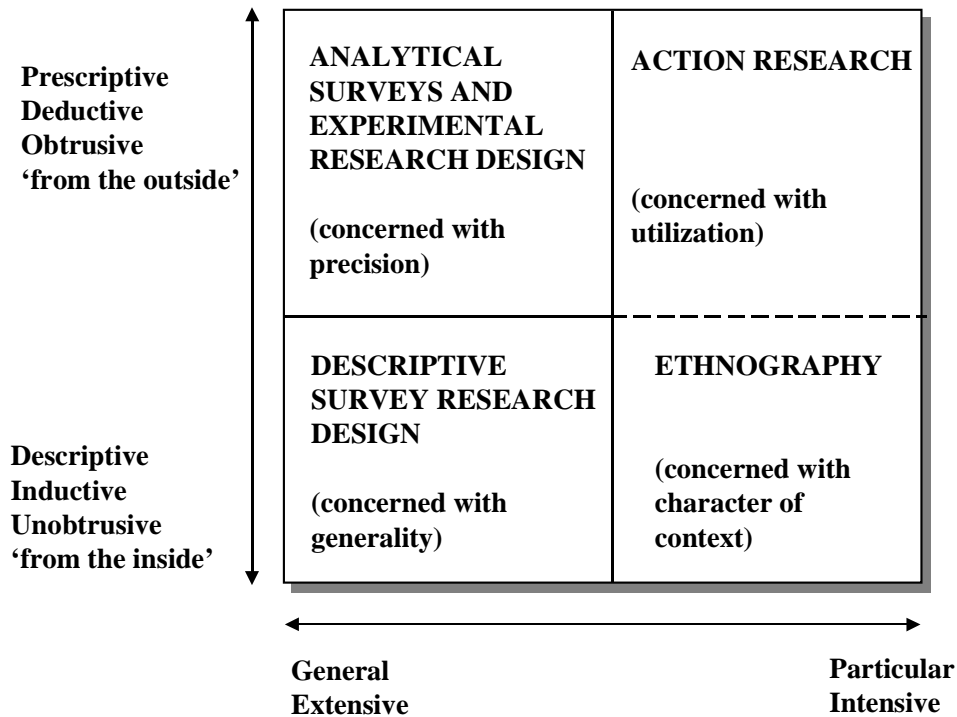 Prescriptive
Deductive
Obtrusive
‘from the outside’
ANALYTICAL
SURVEYS AND
EXPERIMENTAL
RESEARCH DESIGN
(concerned with
precision)
ACTION RESEARCH
(concerned with
utilization)
Descriptive
Inductive
Unobtrusive
‘from the inside’
DESCRIPTIVE
SURVEY RESEARCH
DESIGN
(concerned with
generality)
ETHNOGRAPHY
(concerned with
character of
context)
General
Extensive
Particular
Intensive